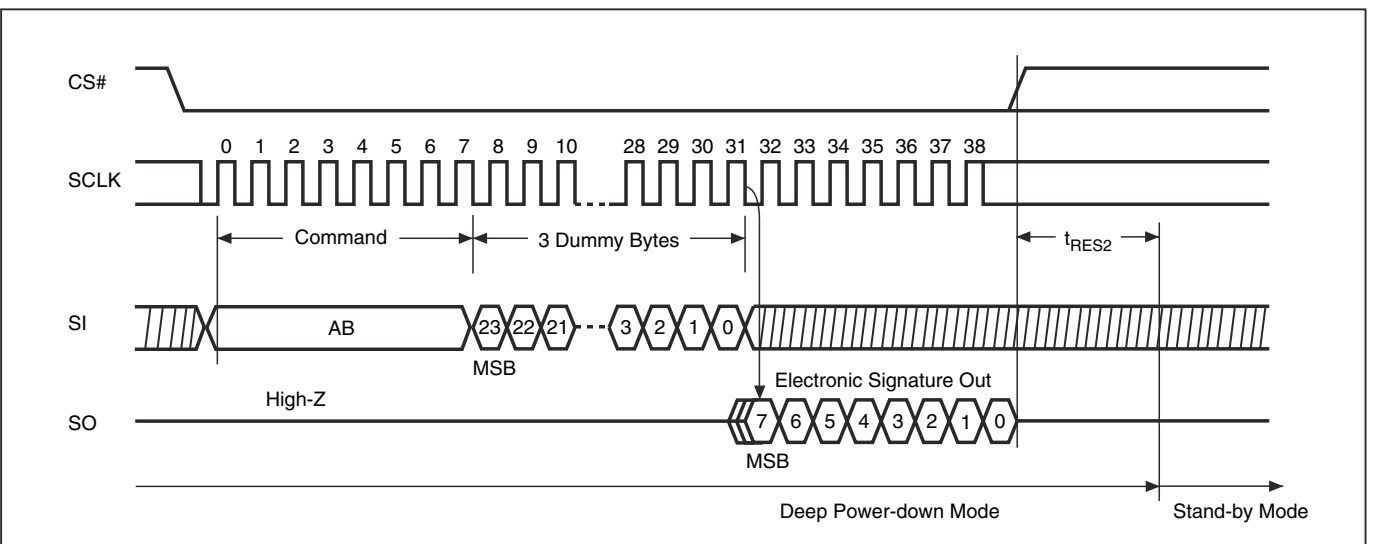 CS#
0 1 2 3 4 5 6 7 8 9 10 28 29 30 31 32 33 34 35 36 37 38
SCLK
Command 3 Dummy Bytes tRES2
SI AB 23 22 21 3 2 1 0
MSB
Electronic Signature Out
High-Z
SO 7 6 5 4 3 2 1 0
MSB
Deep Power-down Mode Stand-by Mode